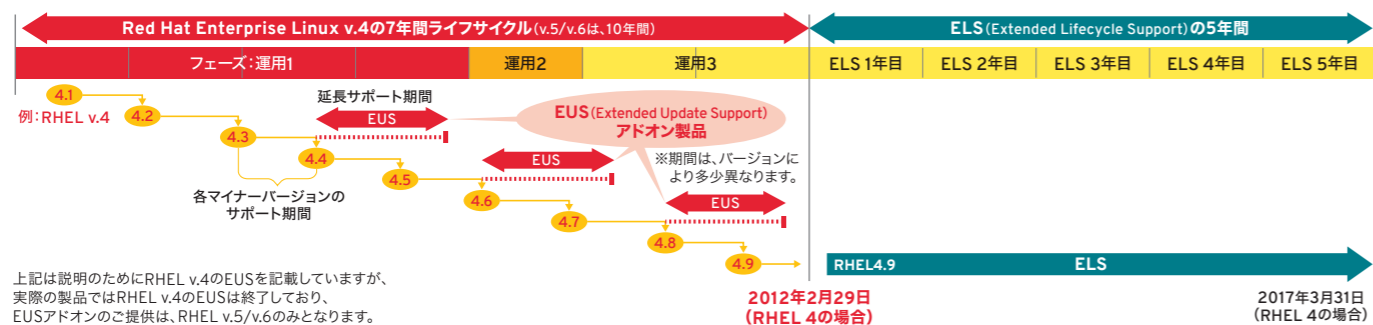 Red Hat Enterprise Linux v.4の7年間ライフサイクル(v.5/v.6は、10年間)
ELS(Extended Lifecycle Support)の5年間
フェーズ:運用1
運用2
運用3
ELS 1年目
ELS 2年目
ELS 3年目
ELS 4年目
ELS 5年目
4.1
例:RHEL v.4
4.2
4.3
4.4
4.5
4.6
4.7
4.8
4.9
延長サポート期間
EUS
EUS(Extended Update Support)
アドオン製品
EUS
※期間は、バージョンに
より多少異なります。
EUS
各マイナーバージョンの
サポート期間
RHEL4.9
ELS
上記は説明のためにRHEL v.4のEUSを記載していますが、
実際の製品ではRHEL v.4のEUSは終了しており、
EUSアドオンのご提供は、RHEL v.5/v.6のみとなります。
2012年2月29日
(RHEL 4の場合)
2017年3月31日
(RHEL 4の場合)